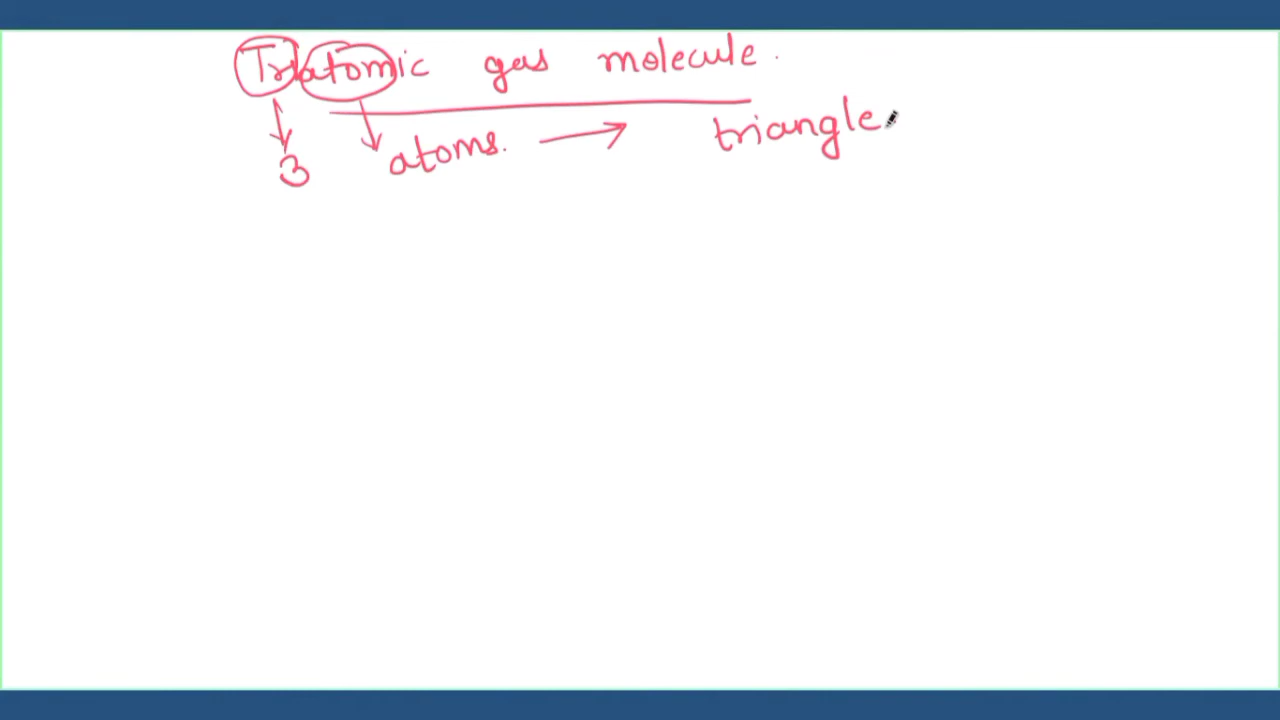 Triatomic gas molecule.
3 atoms. → triangle